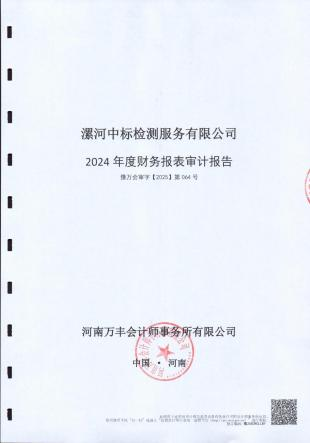 漯河中标检测服务有限公司
2024 年度财务报表审计报告
豫万会审字【2025】第 064 号
河南万丰会计师事务所有限公司
中国 · 河南